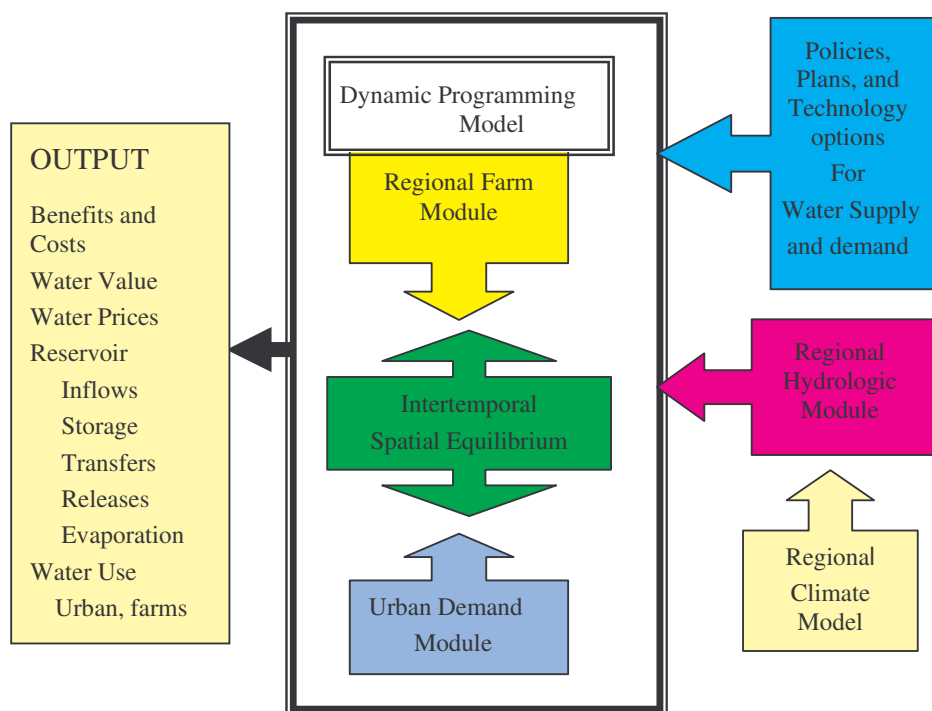 OUTPUT
Benefits and
Costs
Water Value
Water Prices
Reservoir
Inflows
Storage
Transfers
Releases
Evaporation
Water Use
Urban, farms
Dynamic Programming
Model
Regional Farm
Module
Intertemporal
Spatial Equilibrium
Urban Demand
Module
Policies,
Plans, and
Technology
options
For
Water Supply
and demand
Regional
Hydrologic
Module
Regional
Climate
Model